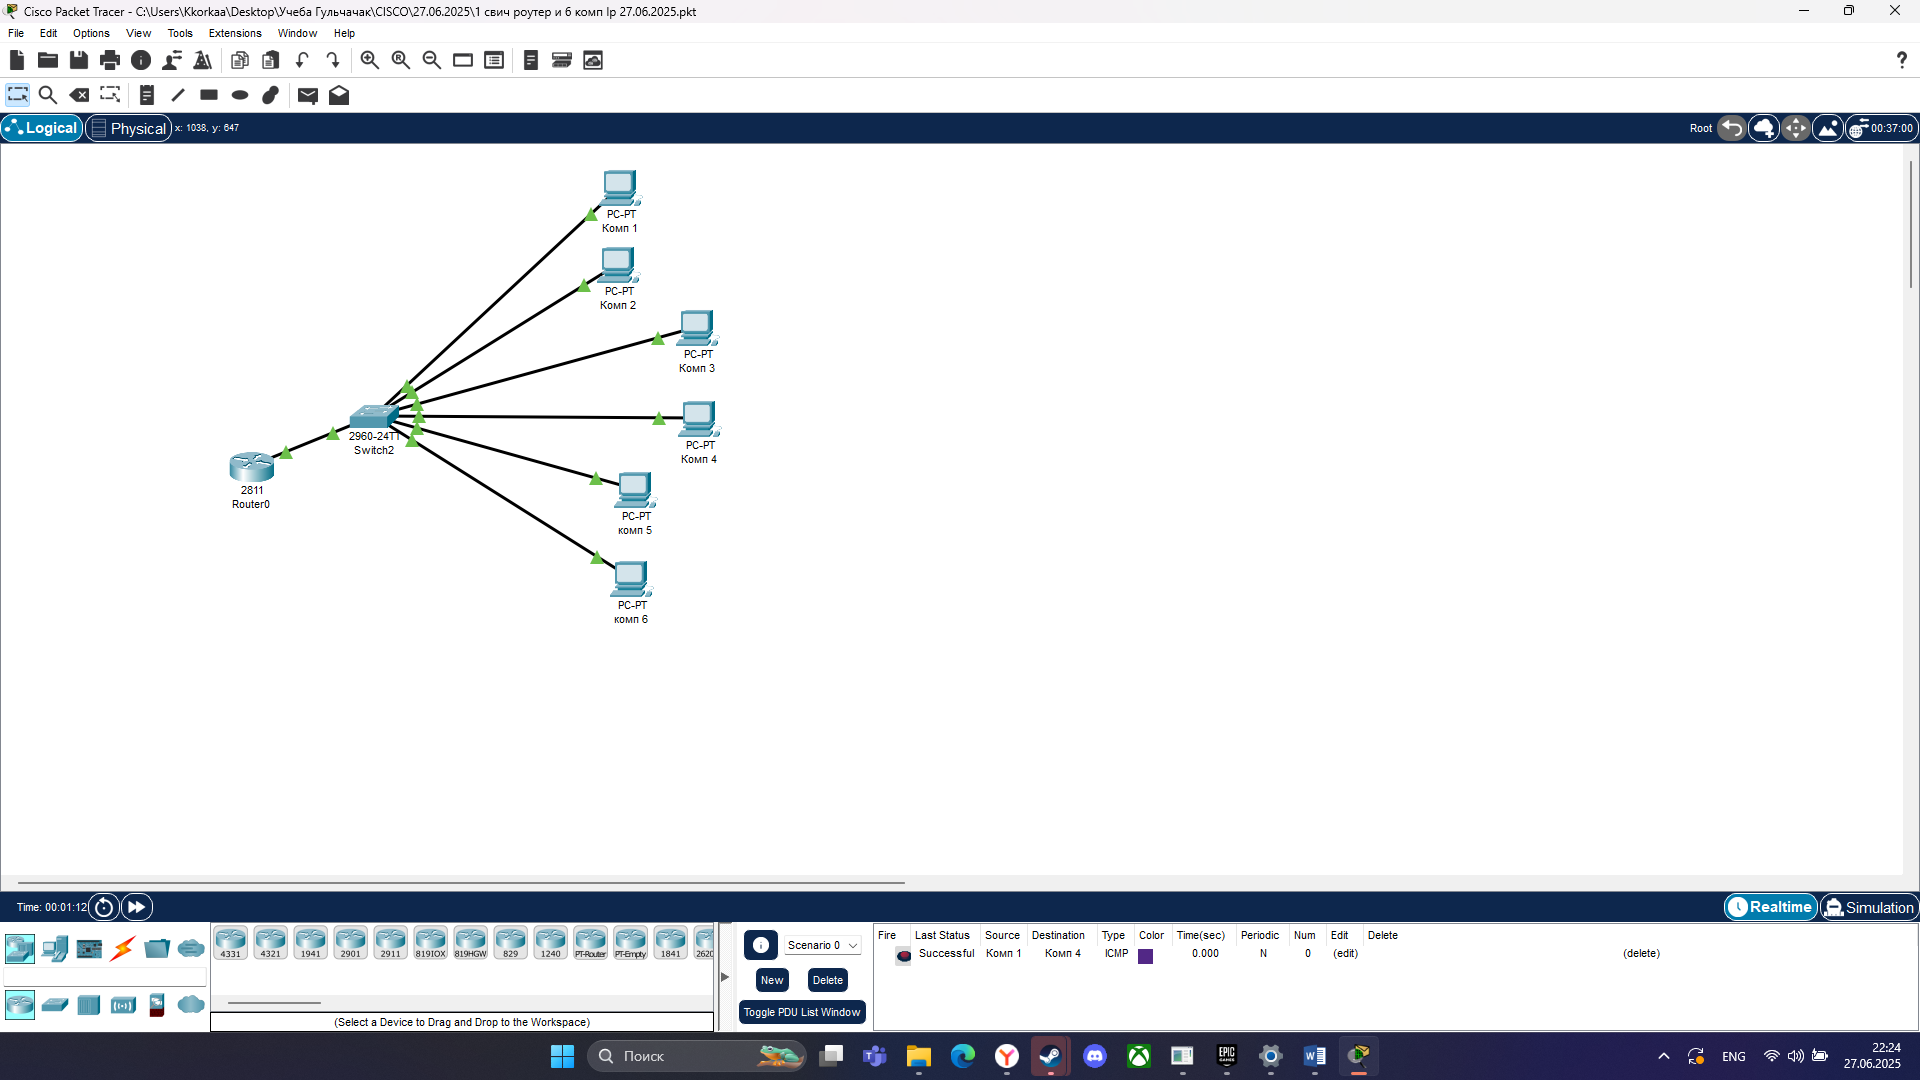 Cisco Packet Tracer - C:\Users\Kkorkaa\Desktop\Учеба Гульчачак\CISCO\27.06.2025\1 свич роутер и 6 комп Ip 27.06.2025.pkt
File Edit Options View Tools Extensions Window Help
Logical Physical x: 1038, y: 647 Root 00:37:00
PC-PT
Комп 1
PC-PT
Комп 2
PC-PT
Комп 3
2960-24TT
Switch2
PC-PT
Комп 4
2811
Router0
PC-PT
комп 5
PC-PT
комп 6
Time: 00:01:12 Realtime Simulation
4331 4321 1941 2901 2911 819IOX 819HGW 829 1240 PT-Router PT-Empty 1841 2620
(Select a Device to Drag and Drop to the Workspace)
Scenario 0
New Delete
Toggle PDU List Window
Fire Last Status Source Destination Type Color Time(sec) Periodic Num Edit Delete
Successful Комп 1 Комп 4 ICMP 0.000 N 0 (edit) (delete)
Поиск
EPIC GAMES
ENG
22:24
27.06.2025